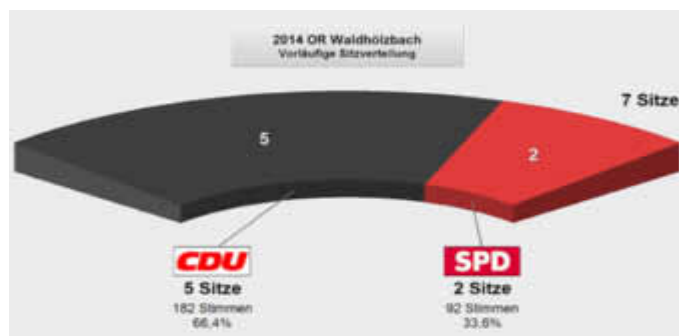 2014 OR Waldhölzbach
Vorläufige Sitzverteilung
7 Sitze
5
2
CDU
5 Sitze
182 Stimmen
66,4%
SPD
2 Sitze
92 Stimmen
33,6%